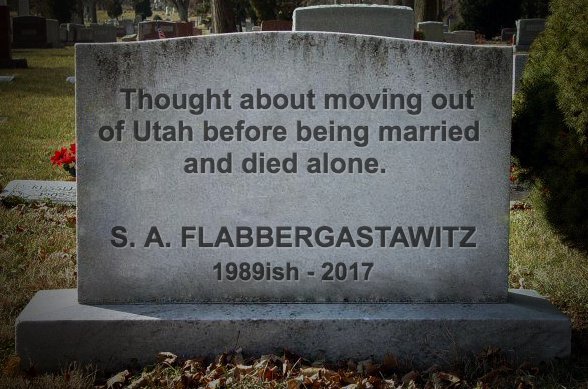 Thought about moving out
of Utah before being married
and died alone.
S. A. FLABBERGASTAWITZ
1989ish - 2017